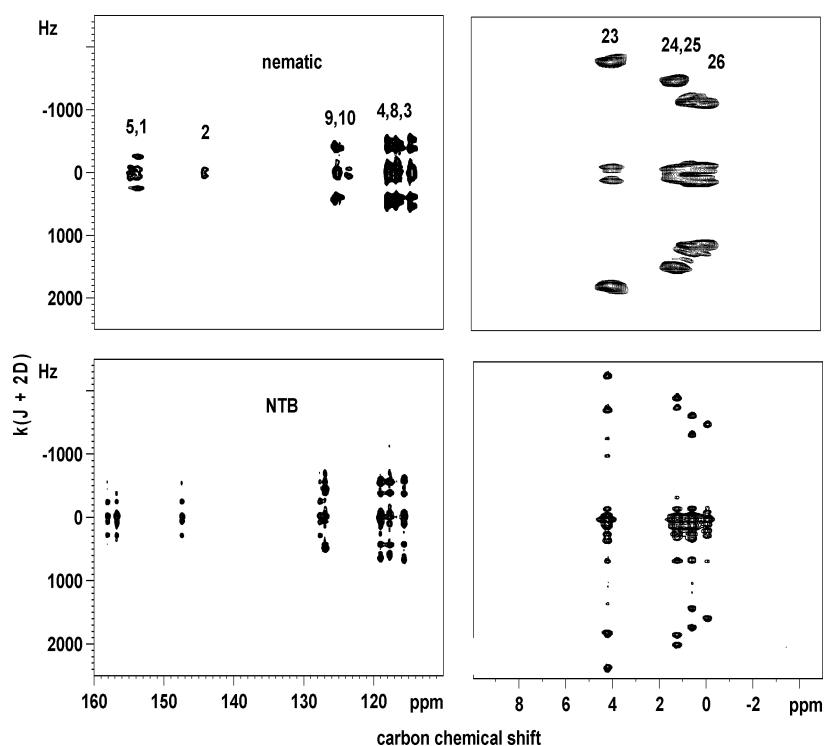 Hz
nematic
5,1
2
9,10
4,8,3
23
24,25
26
-1000
0
1000
2000
Hz
NTB
-1000
0
1000
2000
k(J + 2D)
160 150 140 130 120 ppm
8 6 4 2 0 -2 ppm
carbon chemical shift